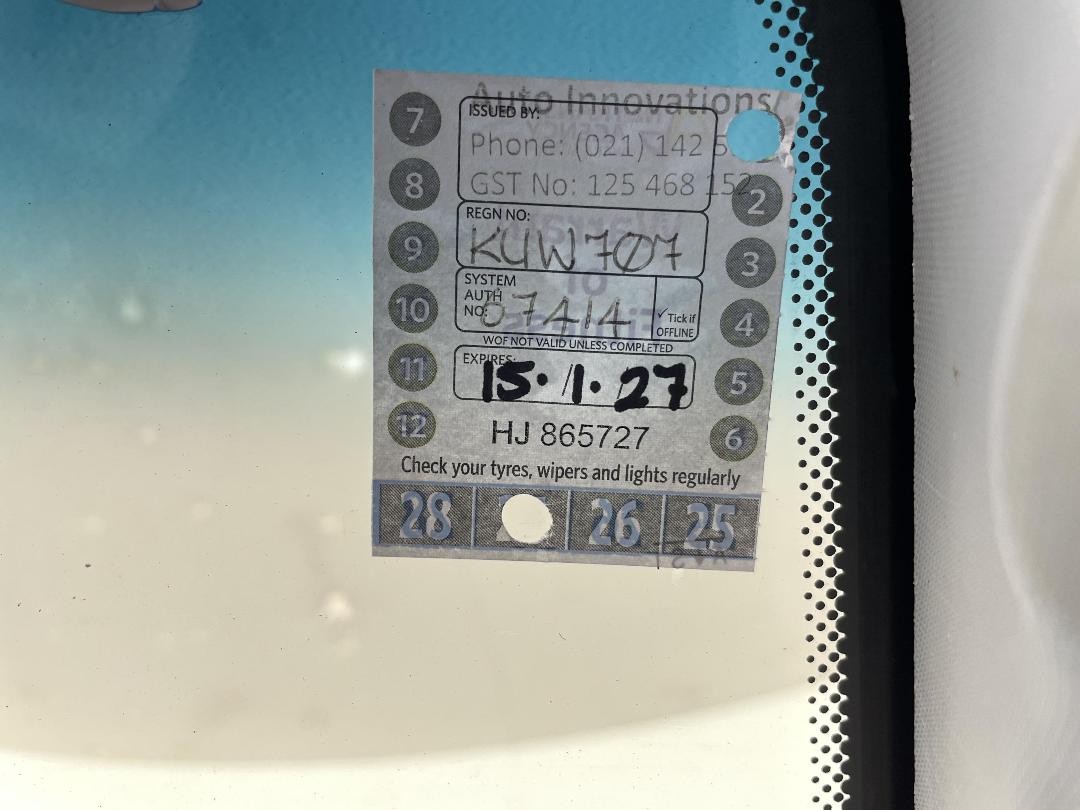 Auto Innovations
ISSUED BY:
Phone: (021) 142 5
GST No: 125 468 152
REGN NO:
KUW707
SYSTEM
AUTH
NO: 07414
✓ Tick if
OFFLINE
WOF NOT VALID UNLESS COMPLETED
EXPIRES:
15. /1. 27
HJ 865727
Check your tyres, wipers and lights regularly
7
8
9
10
11
12
2
3
4
5
6
28 26 25